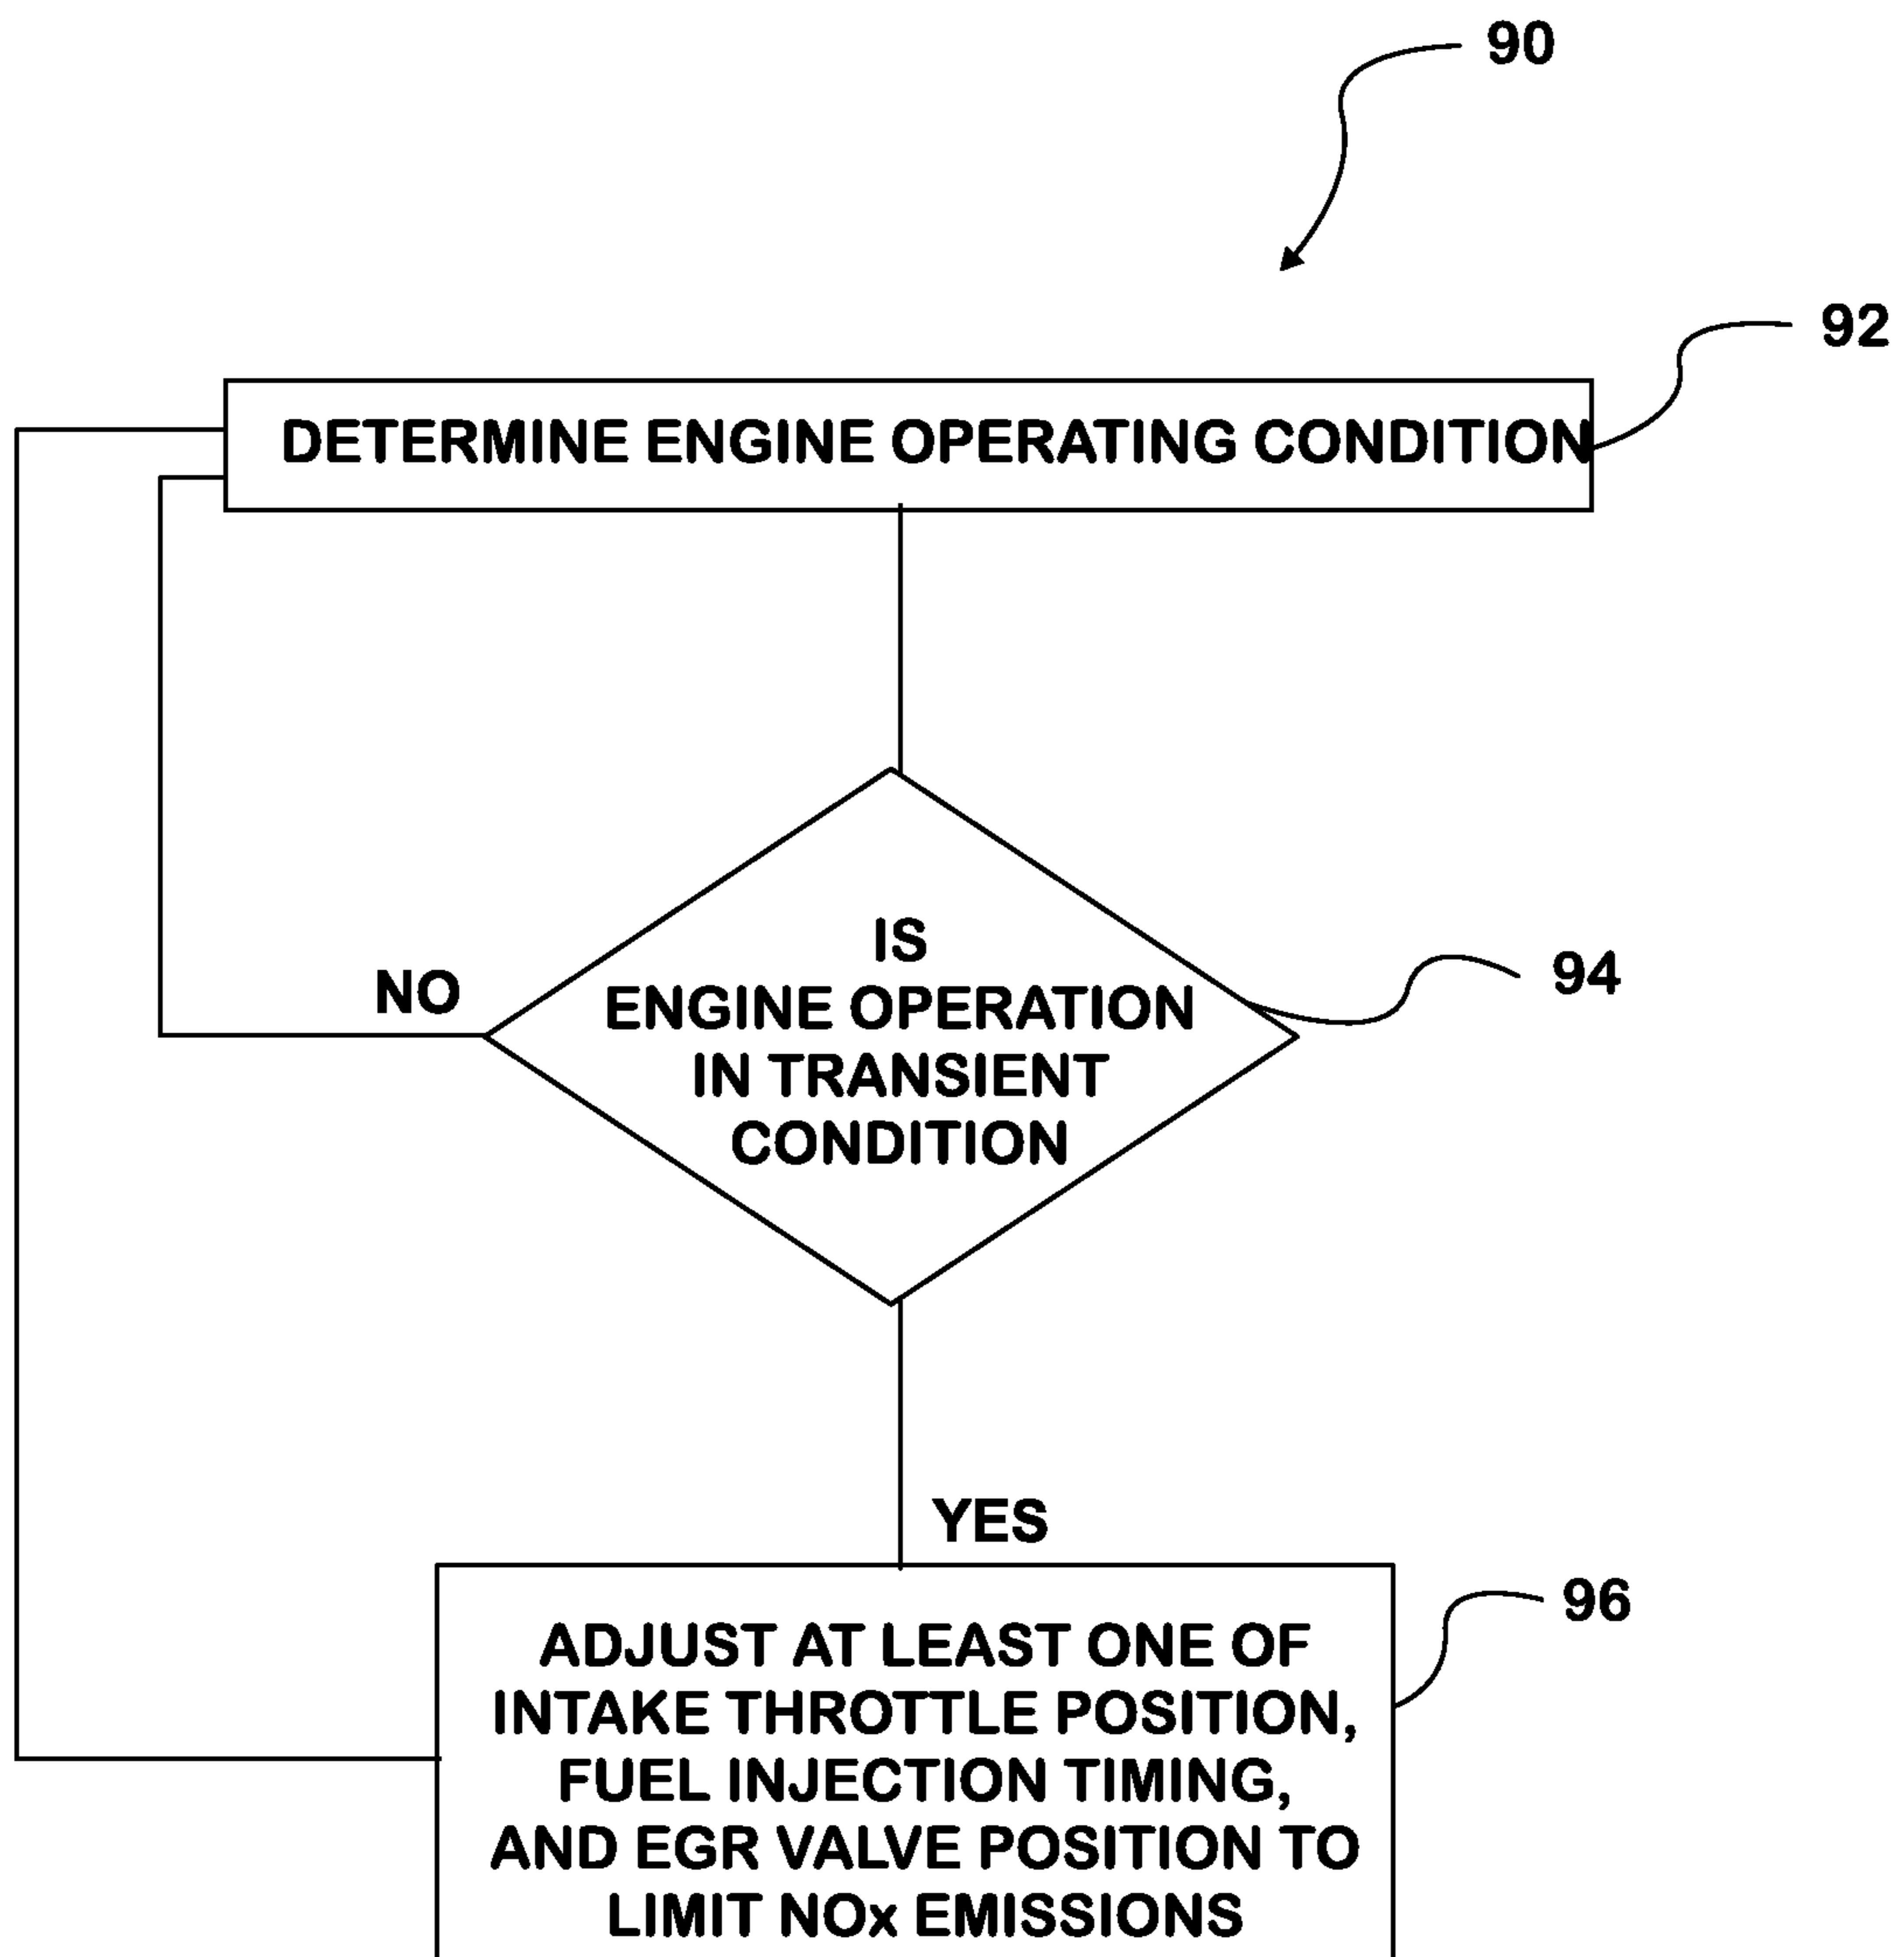 90
92
DETERMINE ENGINE OPERATING CONDITION
IS
ENGINE OPERATION
IN TRANSIENT
CONDITION
94
NO
YES
96
ADJUST AT LEAST ONE OF
INTAKE THROTTLE POSITION,
FUEL INJECTION TIMING,
AND EGR VALVE POSITION TO
LIMIT NOx EMISSIONS